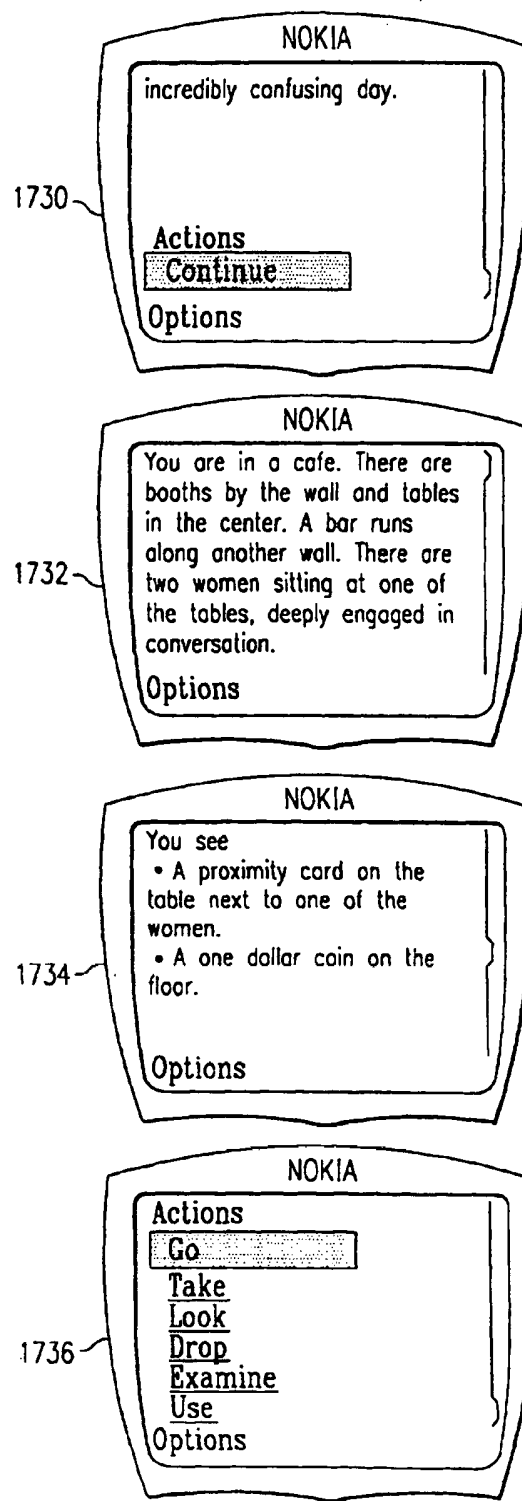 NOKIA
incredibly confusing day.
1730
Actions
Continue
Options
NOKIA
You are in a cafe. There are
booths by the wall and tables
in the center. A bar runs
along another wall. There are
two women sitting at one of
the tables, deeply engaged in
conversation.
1732
Options
NOKIA
You see
• A proximity card on the
table next to one of the
women.
• A one dollar coin on the
floor.
1734
Options
NOKIA
Actions
Go
Take
Look
Drop
Examine
1736
Use
Options